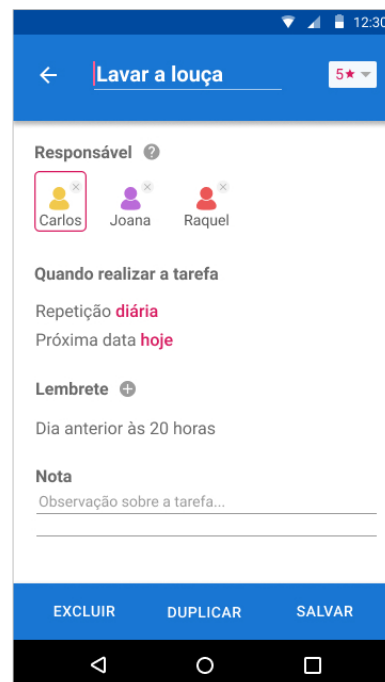 12:30
Lavar a louça 5★
Responsável ?
Carlos Joana Raquel
Quando realizar a tarefa
Repetição diária
Próxima data hoje
Lembrete
Dia anterior às 20 horas
Nota
Observação sobre a tarefa...
EXCLUIR DUPLICAR SALVAR